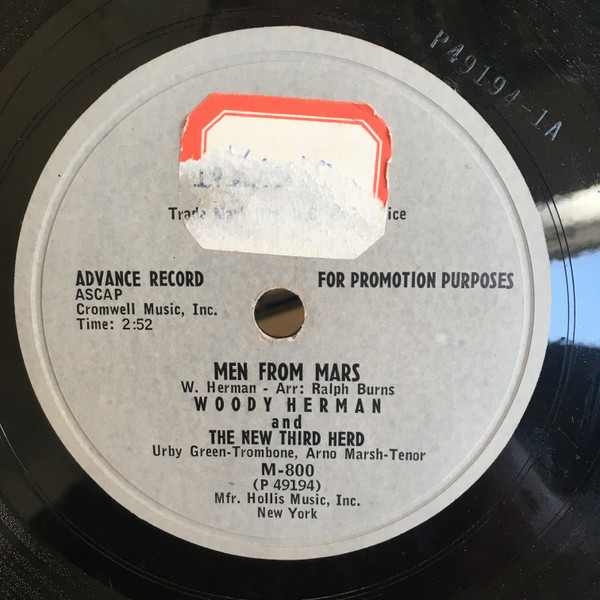 P49194-1A
Trade
ADVANCE RECORD FOR PROMOTION PURPOSES
ASCAP
Cromwell Music, Inc.
Time: 2:52
MEN FROM MARS
W. Herman - Arr: Ralph Burns
WOODY HERMAN
and
THE NEW THIRD HERD
Urby Green-Trombone, Arno Marsh-Tenor
M-800
(P 49194)
Mfr. Hollis Music, Inc.
New York